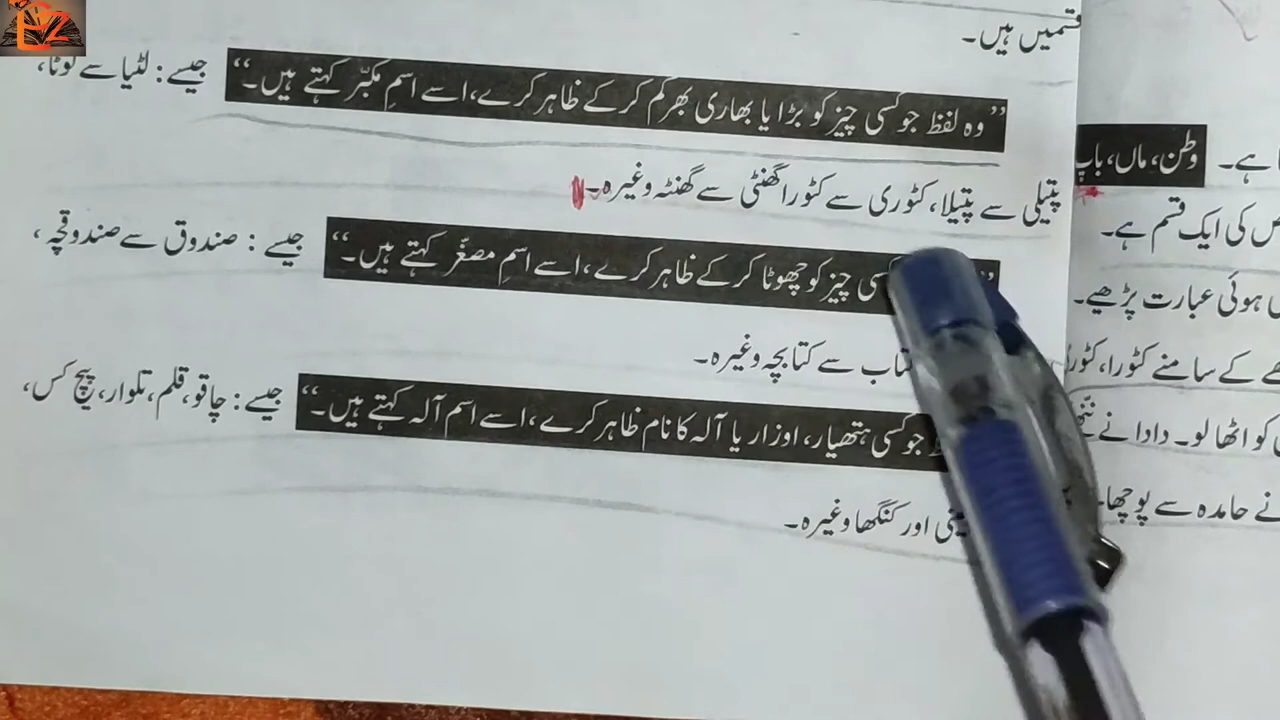 قسمیں ہیں۔
”وہ لفظ جو کسی چیز کو بڑا یا بھاری بھرکم کر کے ظاہر کرے، اسے اسمِ مکبّر کہتے ہیں۔“ جیسے: لٹیا سے لوٹا،
پتیلی سے پتیلا، کٹوری سے کٹورا گھنٹی سے گھنٹہ وغیرہ۔
کسی چیز کو چھوٹا کر کے ظاہر کرے، اسے اسمِ مصغّر کہتے ہیں۔“ جیسے: صندوق سے صندوقچہ،
کتاب سے کتابچہ وغیرہ۔
جو کسی ہتھیار، اوزار یا آلہ کا نام ظاہر کرے، اسے اسم آلہ کہتے ہیں۔“ جیسے: چاقو، قلم، تلوار، پیچ کس،
اور کنگھا وغیرہ۔
ہے۔ وطن، ماں، باپ
کی ایک قسم ہے۔
ہوئی عبارت پڑھیے۔
کے سامنے کٹورا،
کو اٹھا لو۔ دادا نے
نے حامدہ سے پوچھا۔
Ez